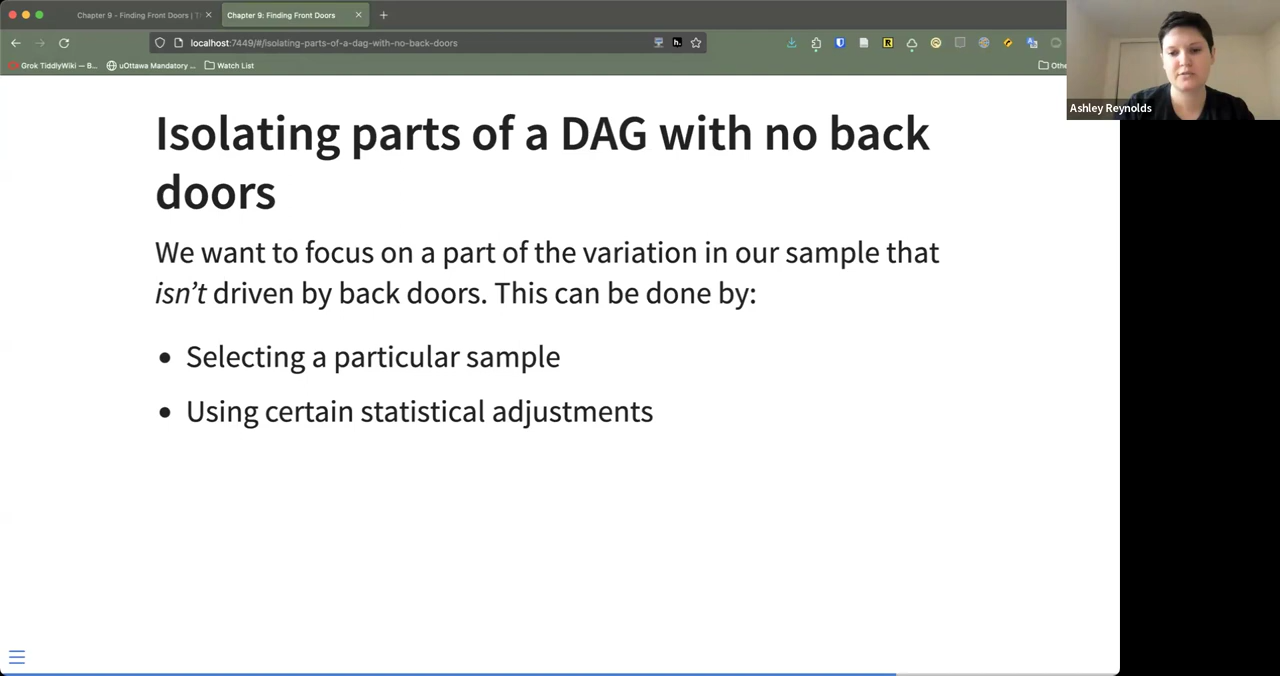 Chapter 9 - Finding Front Doors | T
Chapter 9: Finding Front Doors
localhost:7449/#/isolating-parts-of-a-dag-with-no-back-doors
h.
R
Grok TiddlyWiki — B...
uOttawa Mandatory ...
Watch List
Othe
Ashley Reynolds
Isolating parts of a DAG with no back
doors
We want to focus on a part of the variation in our sample that
isn't driven by back doors. This can be done by:
• Selecting a particular sample
• Using certain statistical adjustments